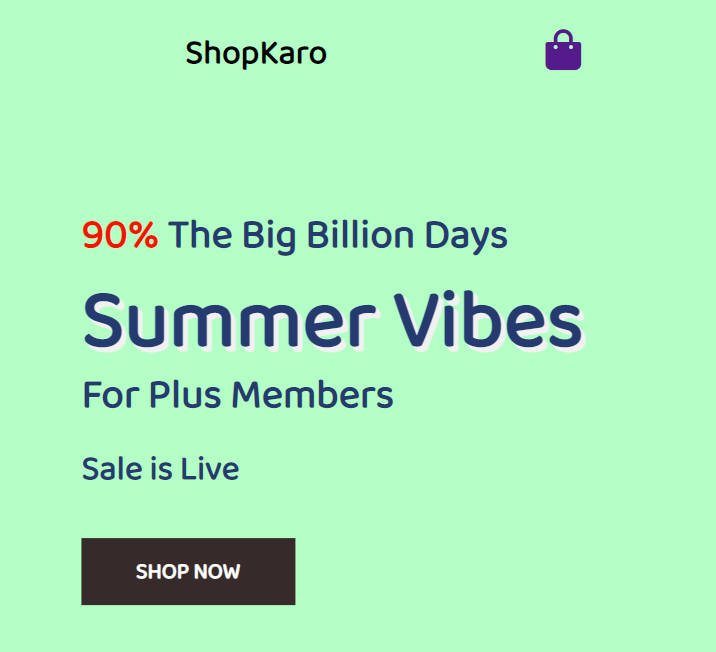 ShopKaro
90% The Big Billion Days
Summer Vibes
For Plus Members
Sale is Live
SHOP NOW